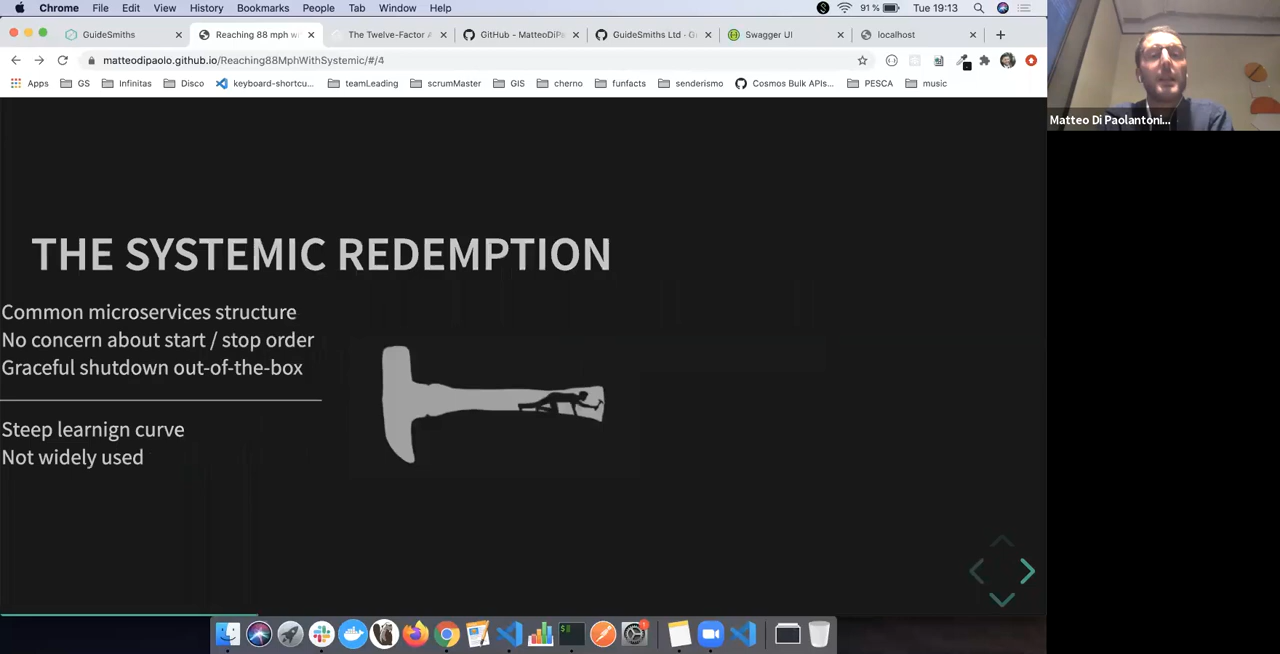 Chrome File Edit View History Bookmarks People Tab Window Help 91 % Tue 19:13
GuideSmiths Reaching 88 mph w The Twelve-Factor A GitHub - MatteoDiPa GuideSmiths Ltd - G Swagger UI localhost
matteodipaolo.github.io/Reaching88MphWithSystemic/#/4
Apps GS Infinitas Disco keyboard-shortcu... teamLeading scrumMaster GIS cherno funfacts senderismo Cosmos Bulk APIs... PESCA music
Matteo Di Paolantoni...
THE SYSTEMIC REDEMPTION
Common microservices structure
No concern about start / stop order
Graceful shutdown out-of-the-box
Steep learnign curve
Not widely used